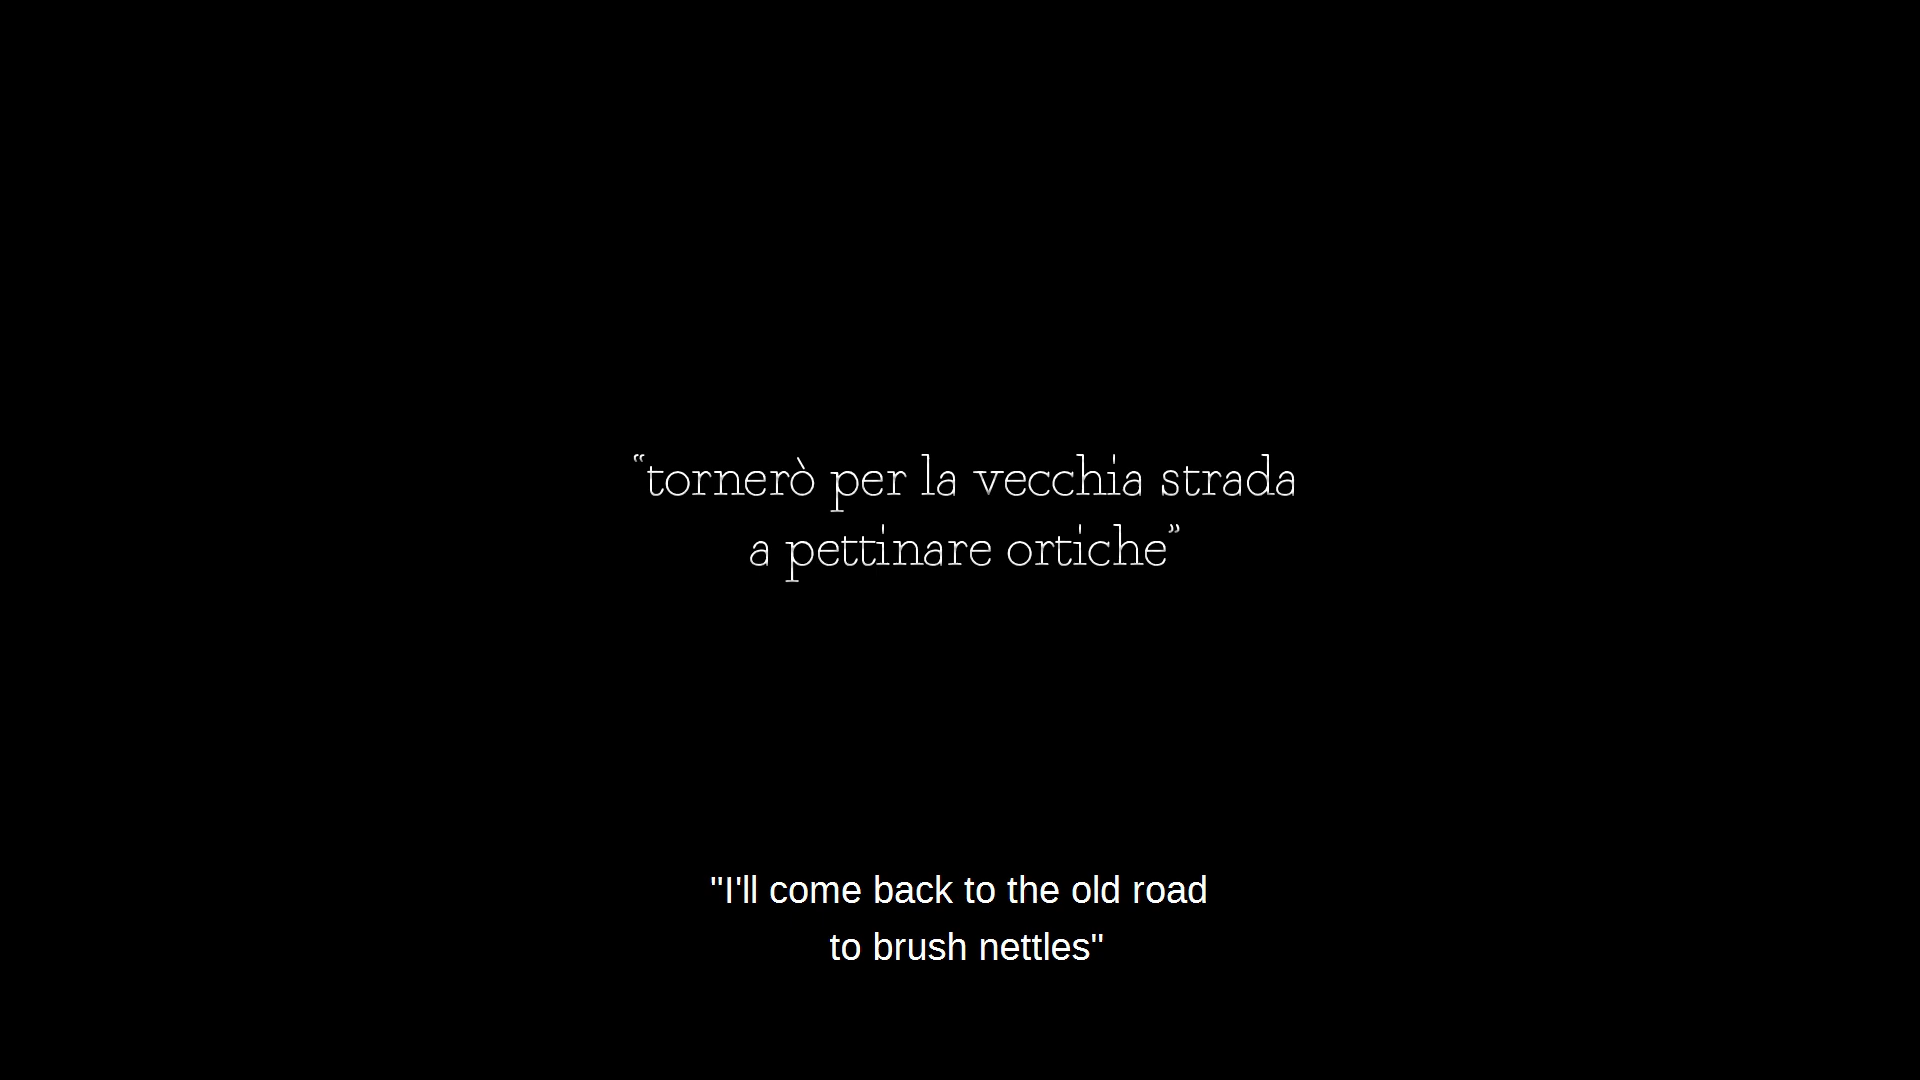 “tornerò per la vecchia strada
a pettinare ortiche”
"I'll come back to the old road
to brush nettles"